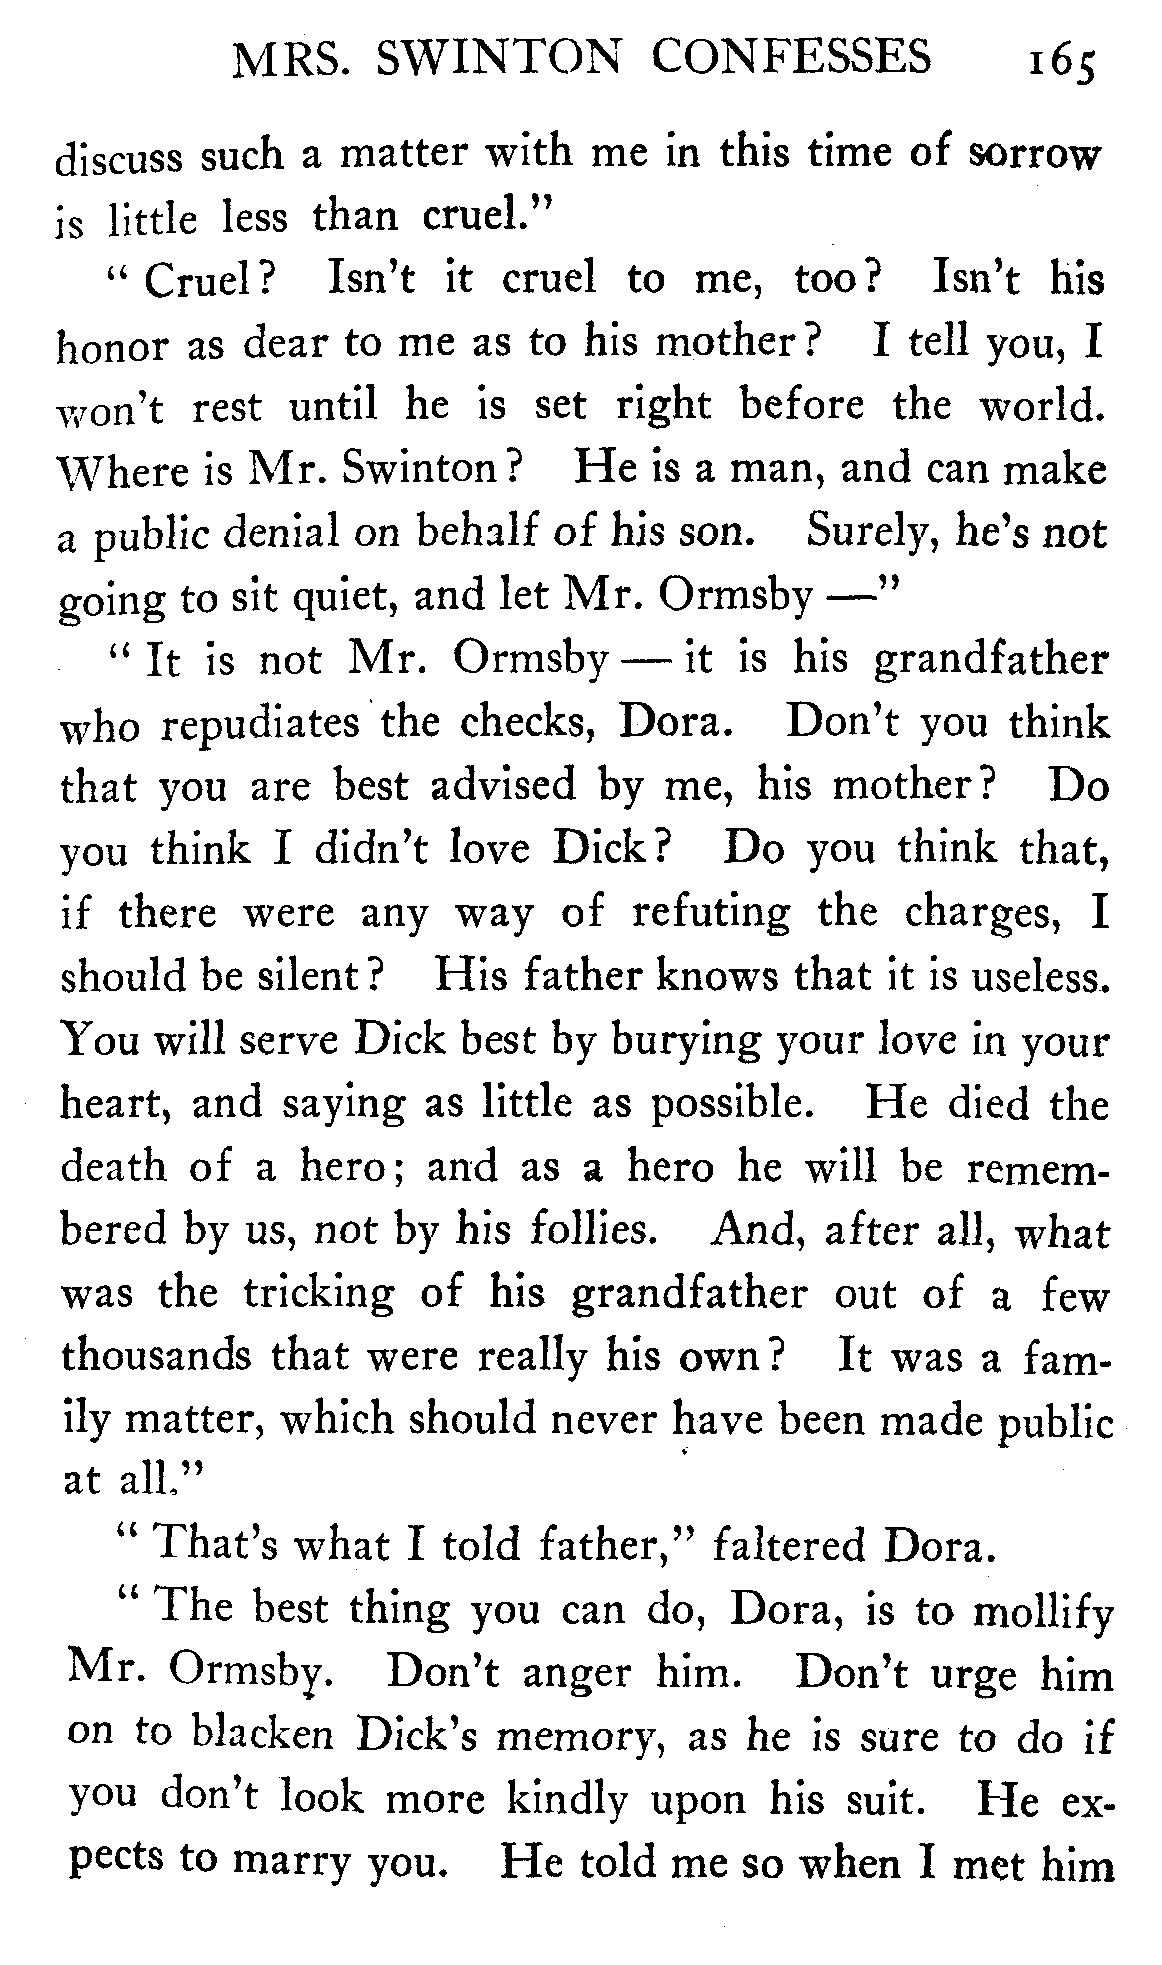 MRS. SWINTON CONFESSES 165
discuss such a matter with me in this time of sorrow
is little less than cruel."
"Cruel? Isn't it cruel to me, too? Isn't his
honor as dear to me as to his mother? I tell you, I
won't rest until he is set right before the world.
Where is Mr. Swinton? He is a man, and can make
a public denial on behalf of his son. Surely, he's not
going to sit quiet, and let Mr. Ormsby —"
"It is not Mr. Ormsby — it is his grandfather
who repudiates the checks, Dora. Don't you think
that you are best advised by me, his mother? Do
you think I didn't love Dick? Do you think that,
if there were any way of refuting the charges, I
should be silent? His father knows that it is useless.
You will serve Dick best by burying your love in your
heart, and saying as little as possible. He died the
death of a hero; and as a hero he will be remem-
bered by us, not by his follies. And, after all, what
was the tricking of his grandfather out of a few
thousands that were really his own? It was a fam-
ily matter, which should never have been made public
at all."
"That's what I told father," faltered Dora.
"The best thing you can do, Dora, is to mollify
Mr. Ormsby. Don't anger him. Don't urge him
on to blacken Dick's memory, as he is sure to do if
you don't look more kindly upon his suit. He ex-
pects to marry you. He told me so when I met him